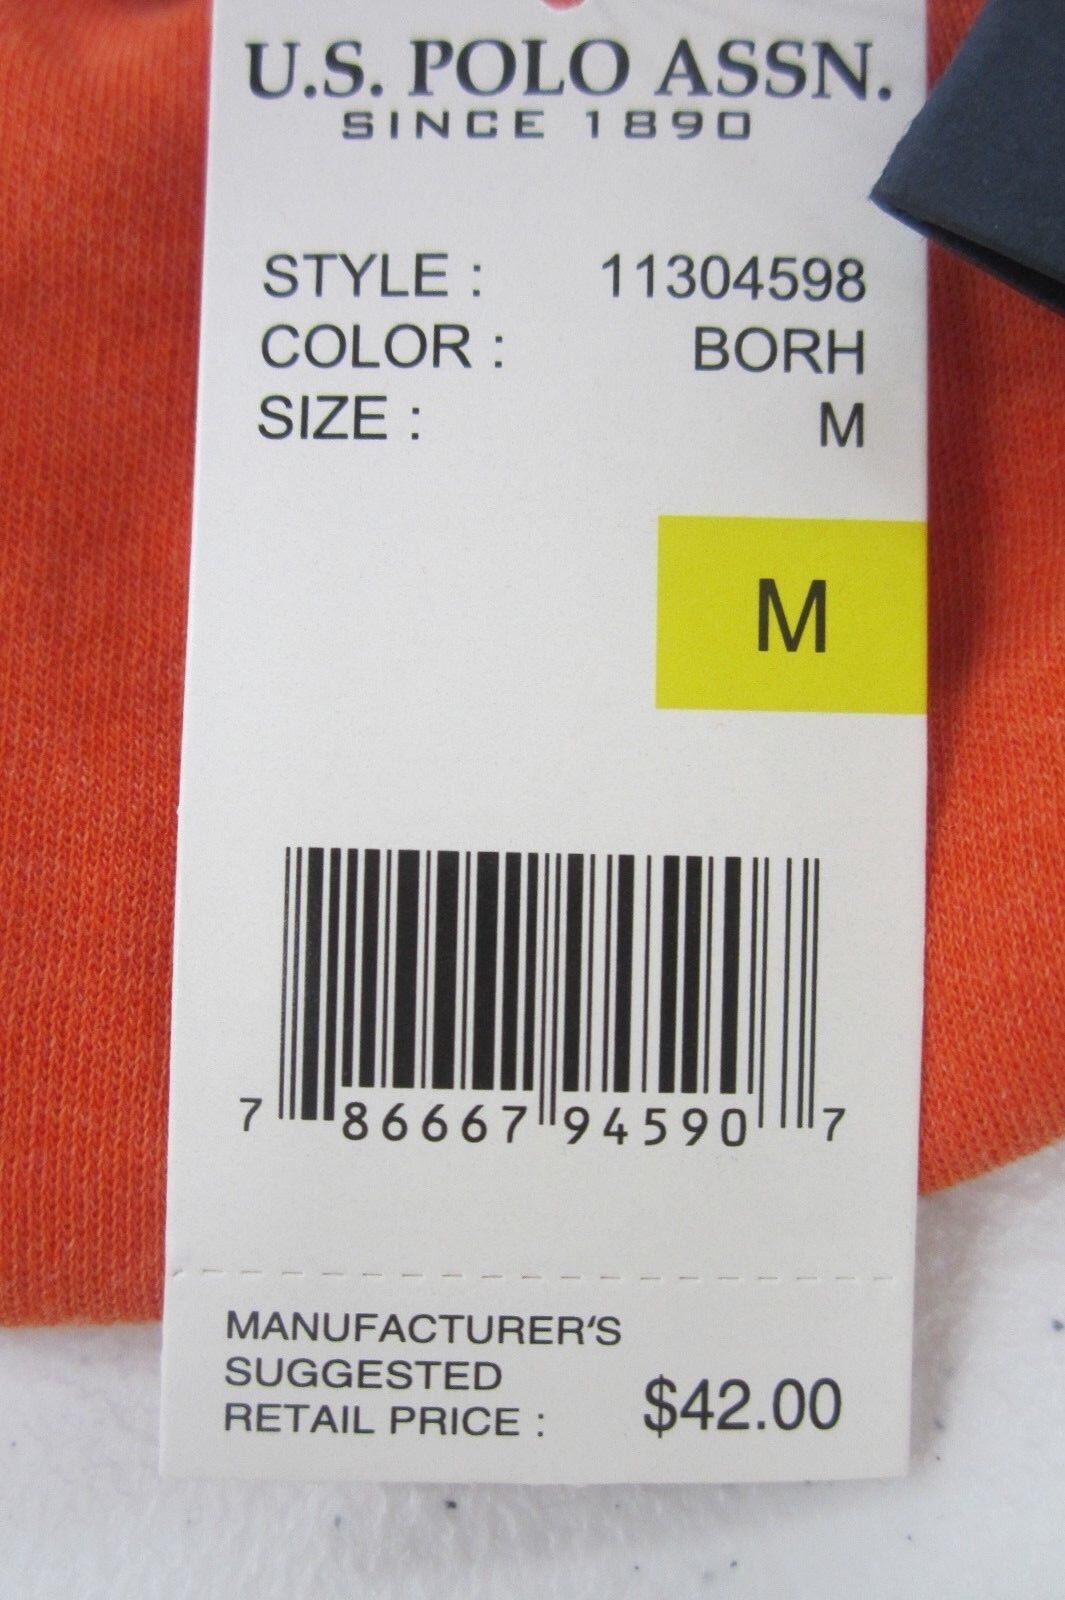 U.S. POLO ASSN.
SINCE 1890
STYLE : 11304598
COLOR : BORH
SIZE : M
M
7 86667 94590 7
MANUFACTURER'S
SUGGESTED
RETAIL PRICE : $42.00